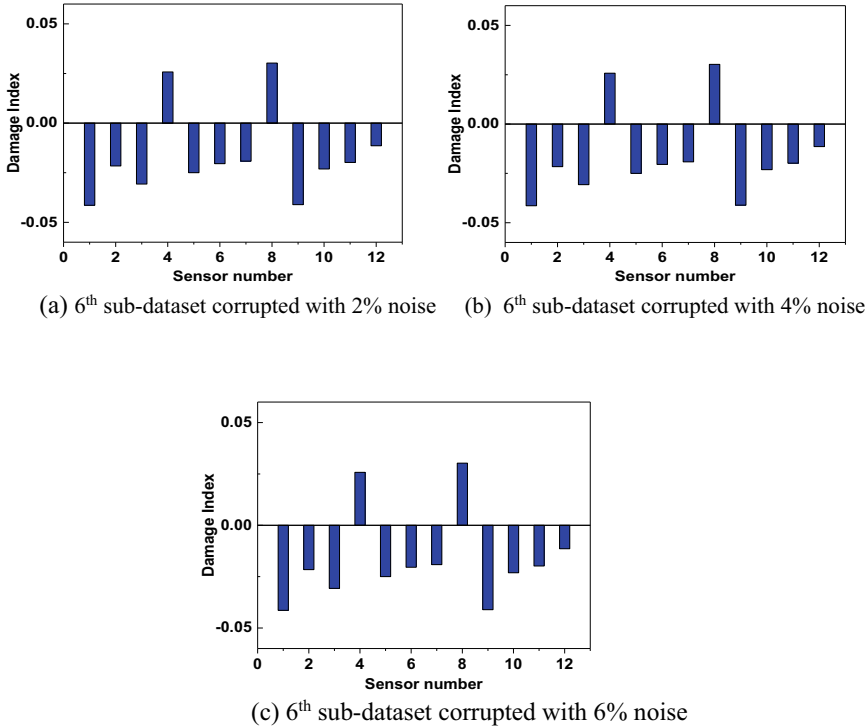 0.05
0.00
-0.05
Damage Index
0 2 4 6 8 10 12
Sensor number
(a) 6th sub-dataset corrupted with 2% noise
0.05
0.00
-0.05
Damage Index
0 2 4 6 8 10 12
Sensor number
(b) 6th sub-dataset corrupted with 4% noise
0.05
0.00
-0.05
Damage Index
0 2 4 6 8 10 12
Sensor number
(c) 6th sub-dataset corrupted with 6% noise